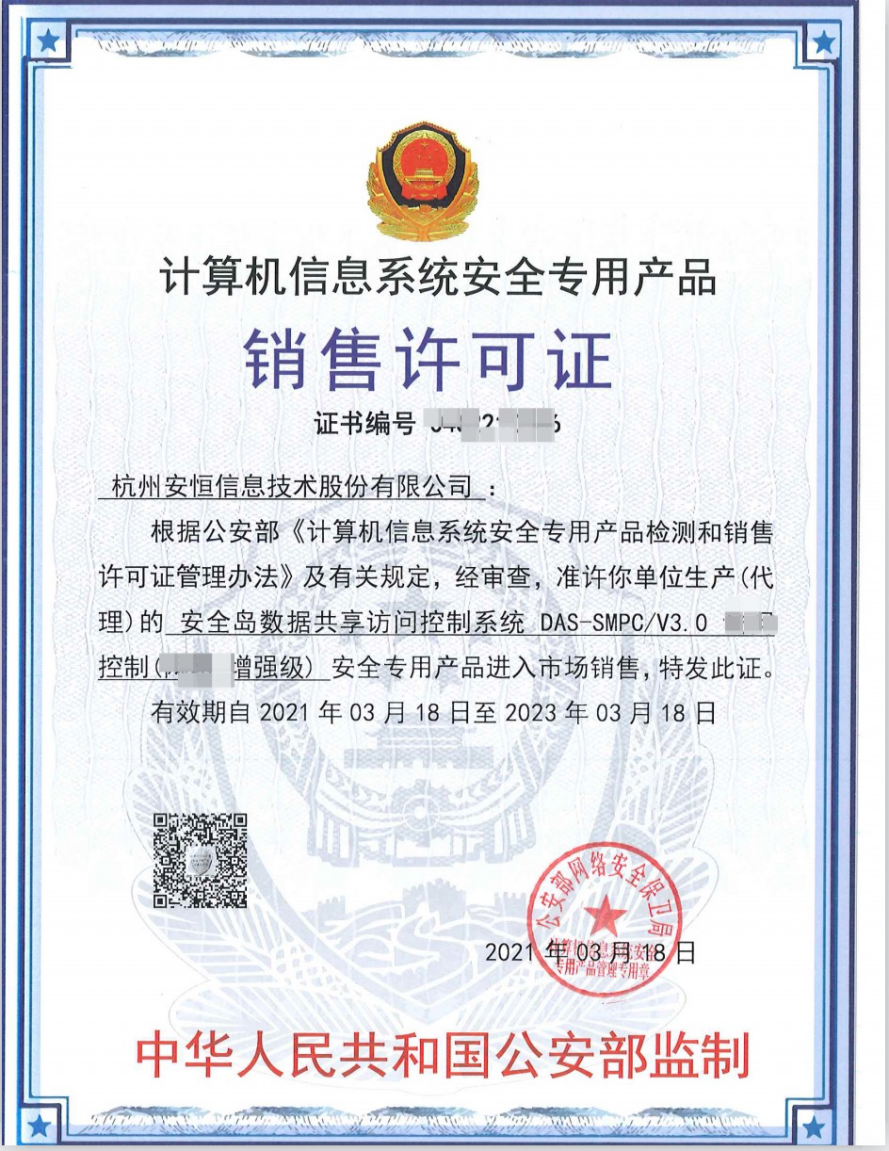 计算机信息系统安全专用产品
销售许可证
证书编号
杭州安恒信息技术股份有限公司：
根据公安部《计算机信息系统安全专用产品检测和销售
许可证管理办法》及有关规定，经审查，准许你单位生产(代
理)的 安全岛数据共享访问控制系统 DAS-SMPC/V3.0
控制( 增强级) 安全专用产品进入市场销售，特发此证。
有效期自 2021 年 03 月 18 日至 2023 年 03 月 18 日
公安部网络安全保卫局
计算机信息系统安全
专用产品管理专用章
2021 年 03 月 18 日
中华人民共和国公安部监制